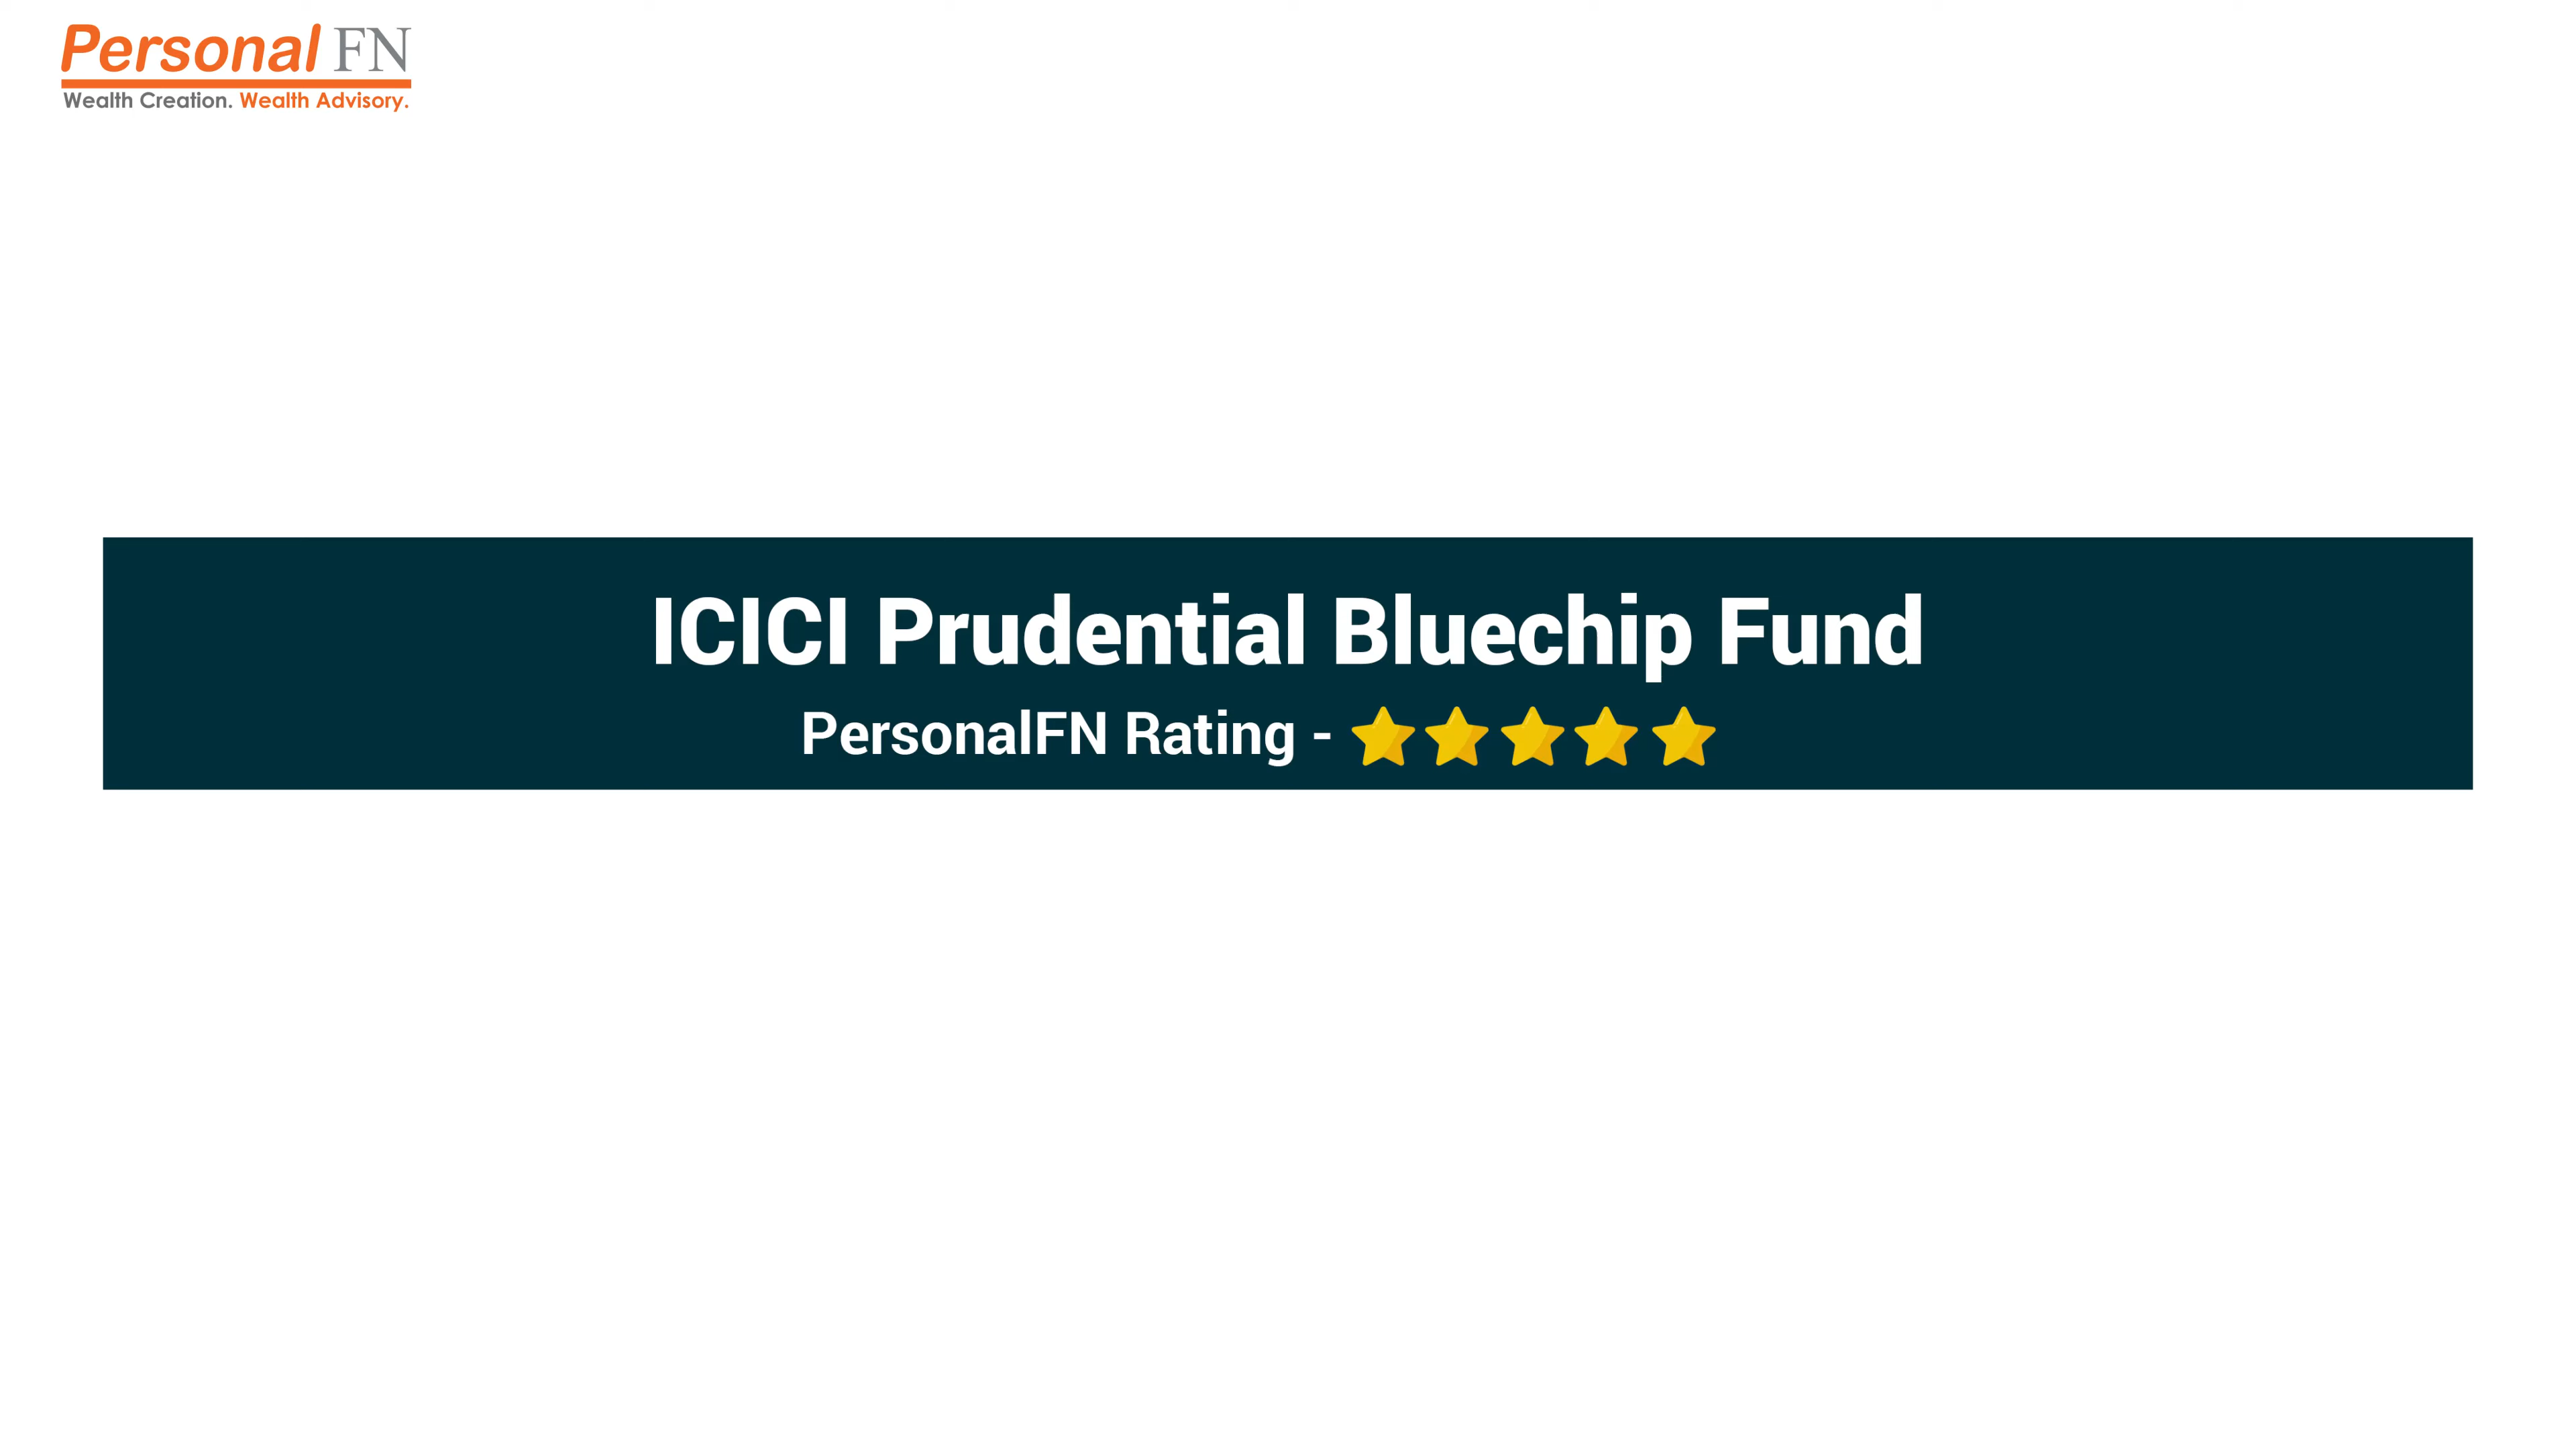 Personal FN
Wealth Creation. Wealth Advisory.
ICICI Prudential Bluechip Fund
PersonalFN Rating -